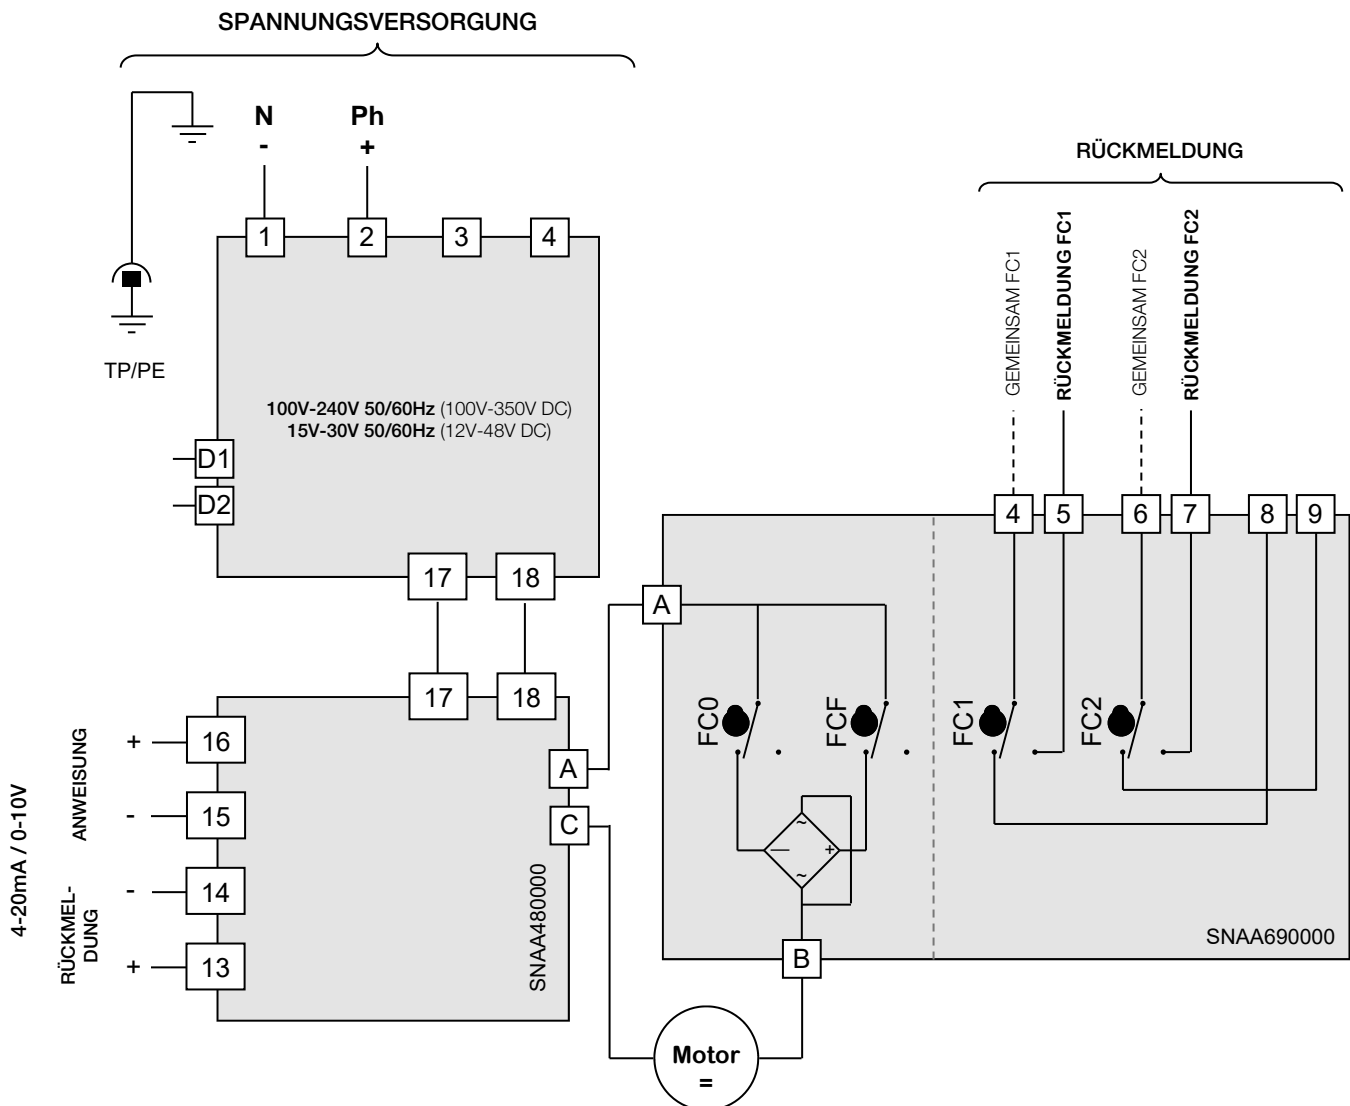 SPANNUNGSVERSORGUNG
N
-
Ph
+
TP/PE
1
2
3
4
100V-240V 50/60Hz (100V-350V DC)
15V-30V 50/60Hz (12V-48V DC)
D1
D2
17
18
17
18
4-20mA / 0-10V
ANWEISUNG
RÜCKMEL-
DUNG
+
16
-
15
-
14
+
13
A
C
SNAA480000
RÜCKMELDUNG
GEMEINSAM FC1
RÜCKMELDUNG FC1
GEMEINSAM FC2
RÜCKMELDUNG FC2
4
5
6
7
8
9
A
FC0
FCF
FC1
FC2
~
—
+
~
B
SNAA690000
Motor
=